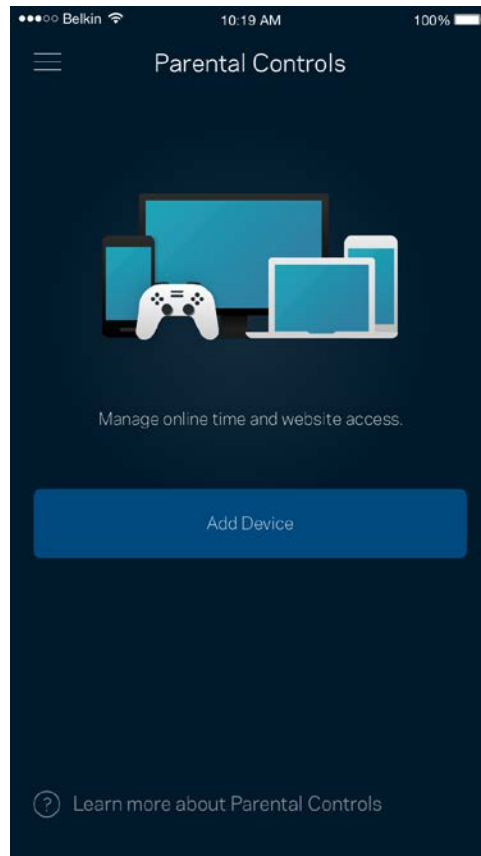 ●●●○○ Belkin 10:19 AM 100%
Parental Controls
Manage online time and website access.
Add Device
? Learn more about Parental Controls